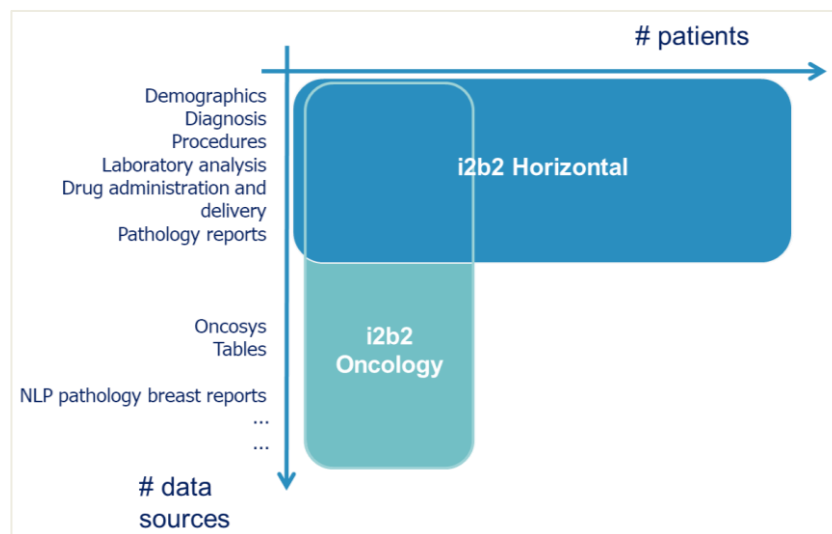 # patients
Demographics
Diagnosis
Procedures
Laboratory analysis
Drug administration and
delivery
Pathology reports
i2b2 Horizontal
Oncosys
Tables
i2b2
Oncology
NLP pathology breast reports
...
...
# data
sources